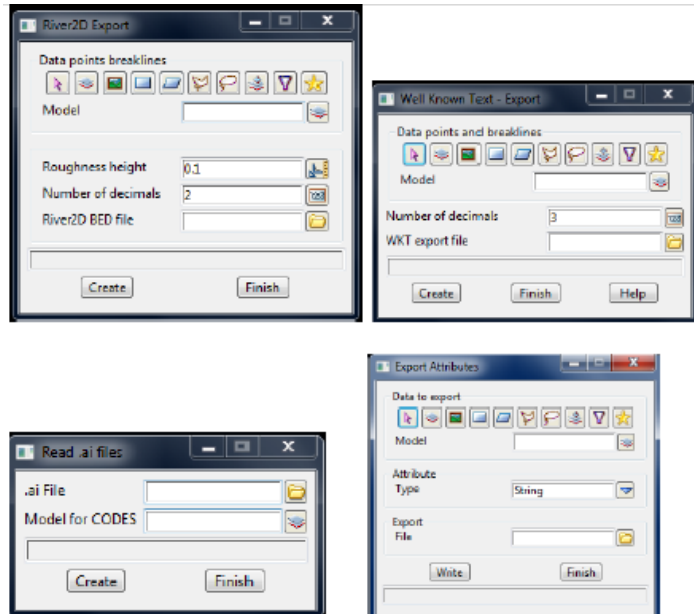 River2D Export
Data points breaklines
Model
Roughness height 0.1
Number of decimals 2
River2D BED file
Create Finish
Well Known Text - Export
Data points and breaklines
Model
Number of decimals 3
WKT export file
Create Finish Help
Read .ai files
.ai File
Model for CODES
Create Finish
Export Attributes
Data to export
Model
Attribute
Type String
Export
File
Write Finish